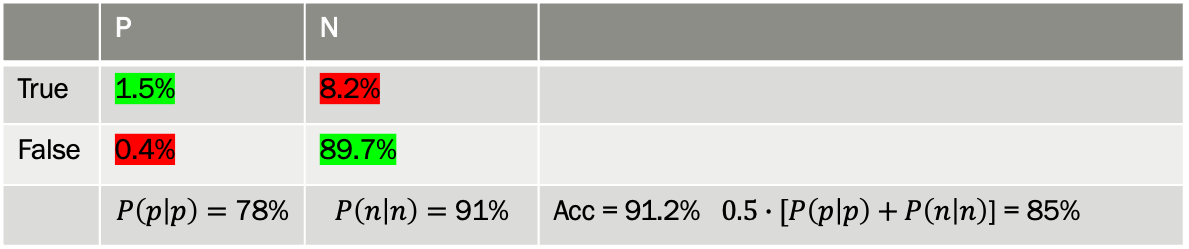 P N
True 1.5% 8.2%
False 0.4% 89.7%
𝑃(𝑝|𝑝) = 78% 𝑃(𝑛|𝑛) = 91% Acc = 91.2% 0.5 ∙ [𝑃(𝑝|𝑝) + 𝑃(𝑛|𝑛)] = 85%